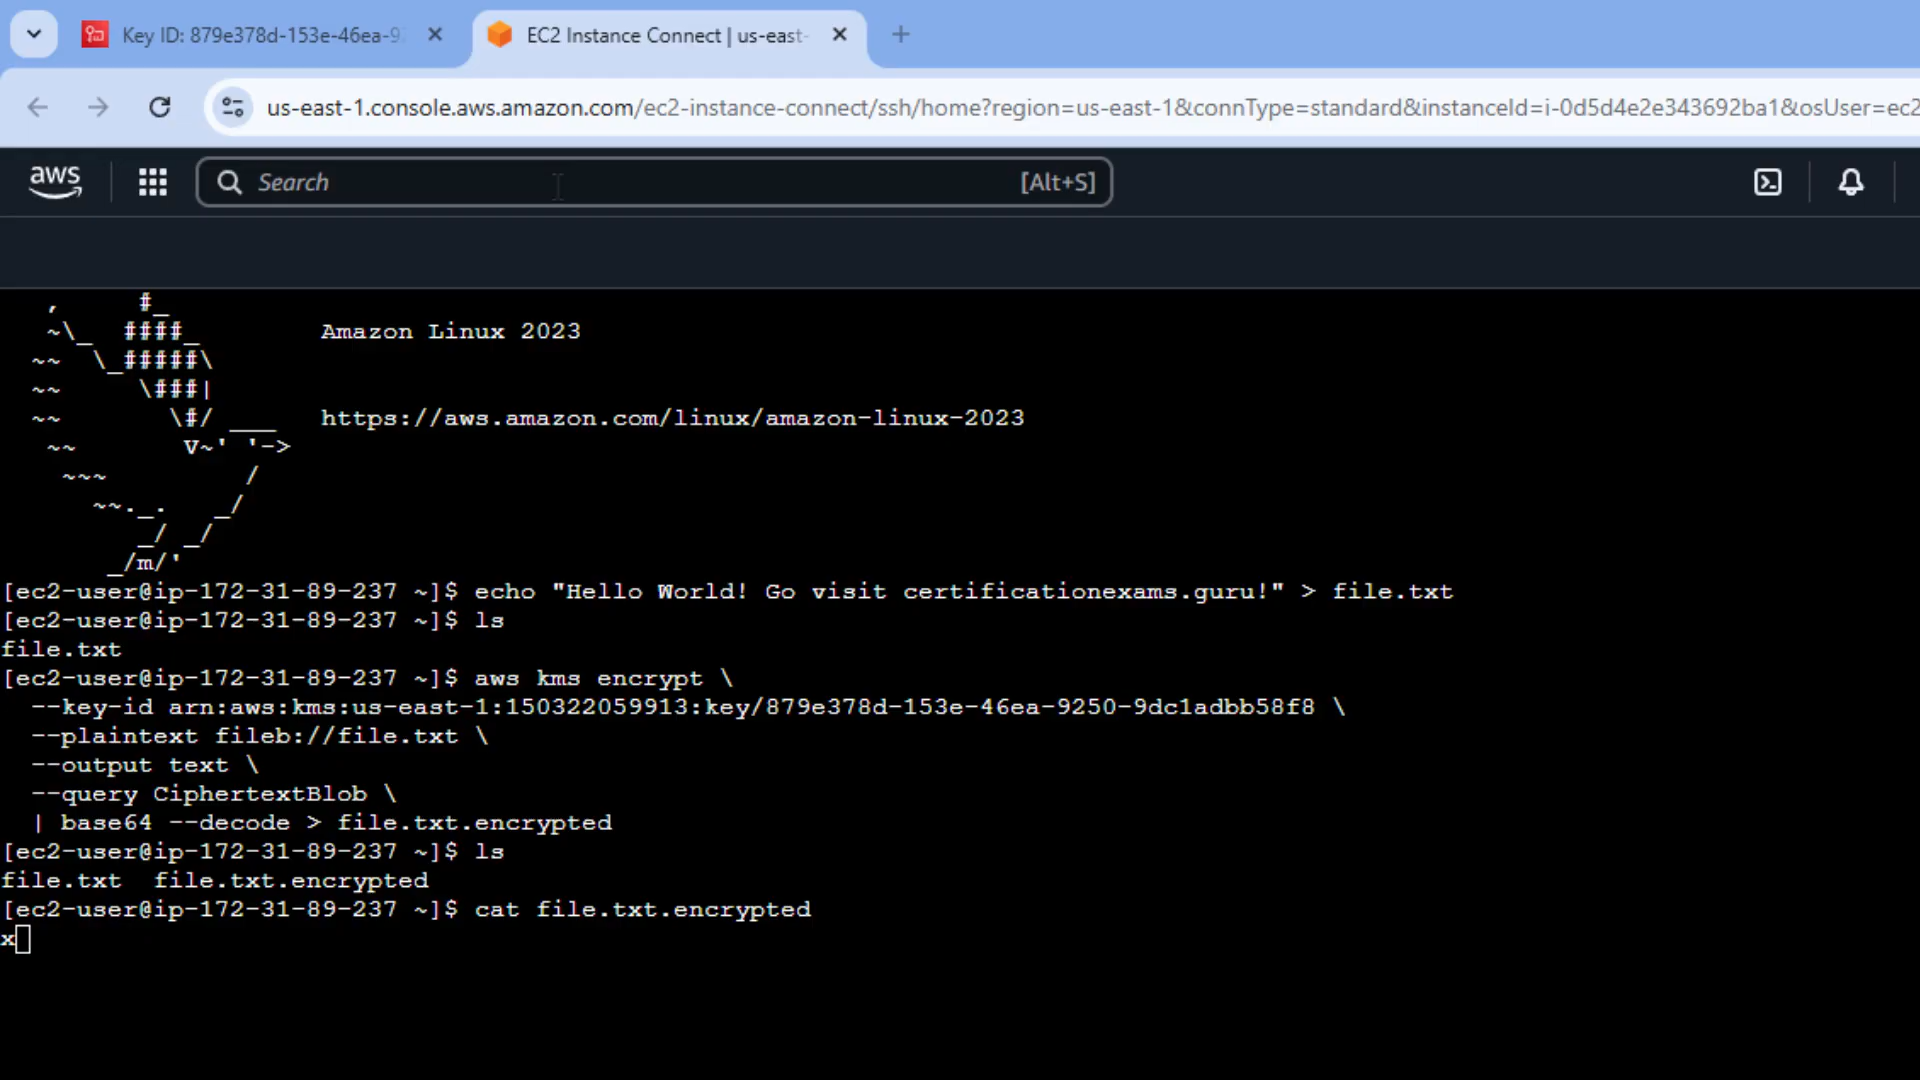 Key ID: 879e378d-153e-46ea-92
EC2 Instance Connect | us-east-
us-east-1.console.aws.amazon.com/ec2-instance-connect/ssh/home?region=us-east-1&connType=standard&instanceId=i-0d5d4e2e343692ba1&osUser=ec2
aws
Search
[Alt+S]
   ,     #_
   ~\_  ####_        Amazon Linux 2023
  ~~  \_#####\
  ~~     \###|
  ~~       \#/ ___   https://aws.amazon.com/linux/amazon-linux-2023
   ~~       V~' '->
    ~~~         /
      ~~._.   _/
         _/ _/
       _/m/'
[ec2-user@ip-172-31-89-237 ~]$ echo "Hello World! Go visit certificationexams.guru!" > file.txt
[ec2-user@ip-172-31-89-237 ~]$ ls
file.txt
[ec2-user@ip-172-31-89-237 ~]$ aws kms encrypt \
  --key-id arn:aws:kms:us-east-1:150322059913:key/879e378d-153e-46ea-9250-9dc1adbb58f8 \
  --plaintext fileb://file.txt \
  --output text \
  --query CiphertextBlob \
  | base64 --decode > file.txt.encrypted
[ec2-user@ip-172-31-89-237 ~]$ ls
file.txt  file.txt.encrypted
[ec2-user@ip-172-31-89-237 ~]$ cat file.txt.encrypted
x